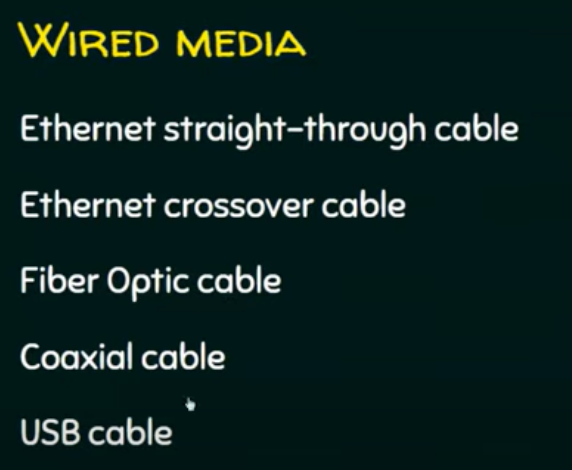 WIRED MEDIA
Ethernet straight-through cable
Ethernet crossover cable
Fiber Optic cable
Coaxial cable
USB cable